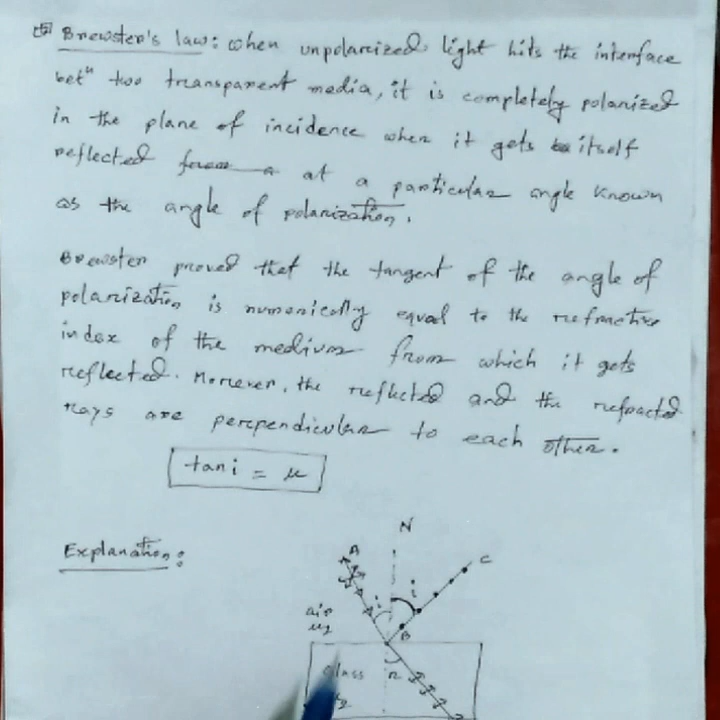 Brewster's law: when unpolarized light hits the interface
betⁿ two transparent media, it is completely polarized
in the plane of incidence when it gets itself
reflected at a particular angle known
as the angle of polarization.
Brewster proved that the tangent of the angle of
polarization is numerically equal to the refractive
index of the medium from which it gets
reflected. Moreover, the reflected and the refracted
rays are perpendicular to each other.
tan i = μ
Explanation:
N
A
C
i
i
air
μ₁
B
glass
r